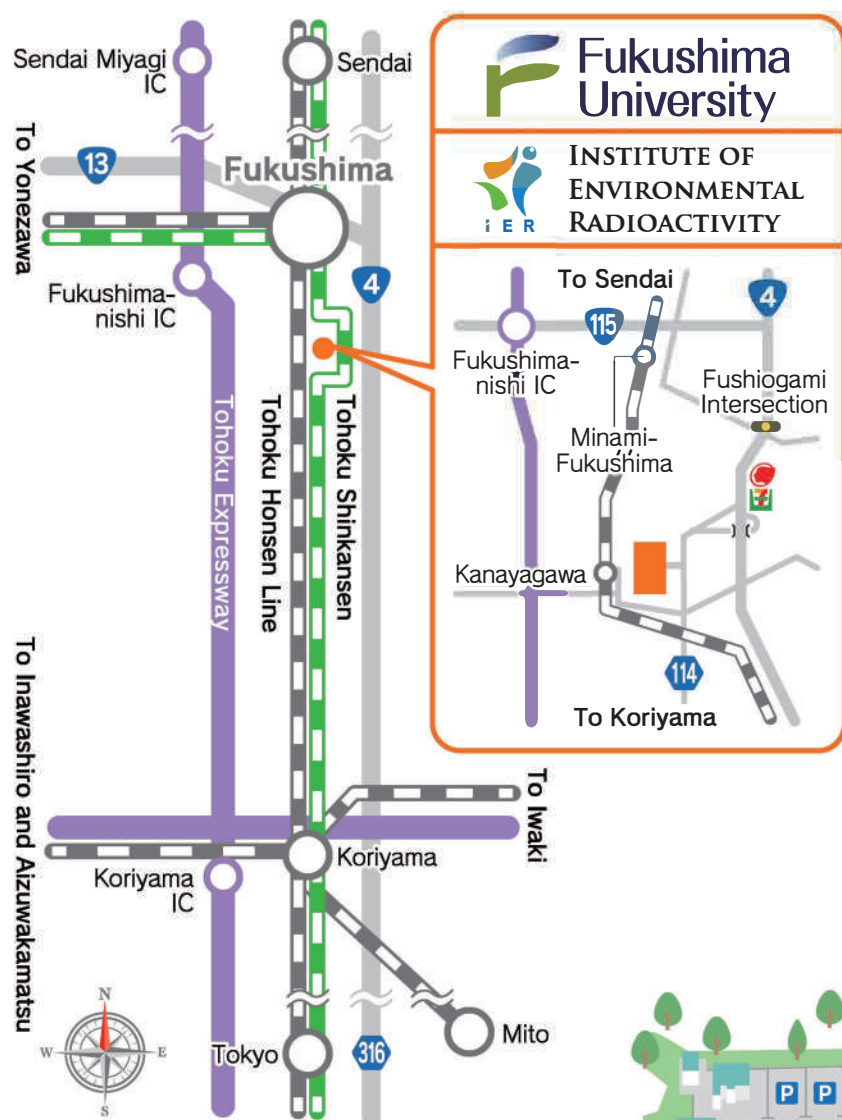 Sendai Miyagi
IC
Sendai
To Yonezawa
13
Fukushima
Fukushima-
nishi IC
4
Tohoku Expressway
Tohoku Honsen Line
Tohoku Shinkansen
To Inawashiro and Aizuwakamatsu
To Iwaki
Koriyama
Koriyama
IC
Mito
Tokyo
316
N
W
E
S
Fukushima
University
iER
INSTITUTE OF
ENVIRONMENTAL
RADIOACTIVITY
To Sendai
115
4
Fukushima-
nishi IC
Fushiogami
Intersection
Minami-
Fukushima
7
Kanayagawa
114
To Koriyama
P
P